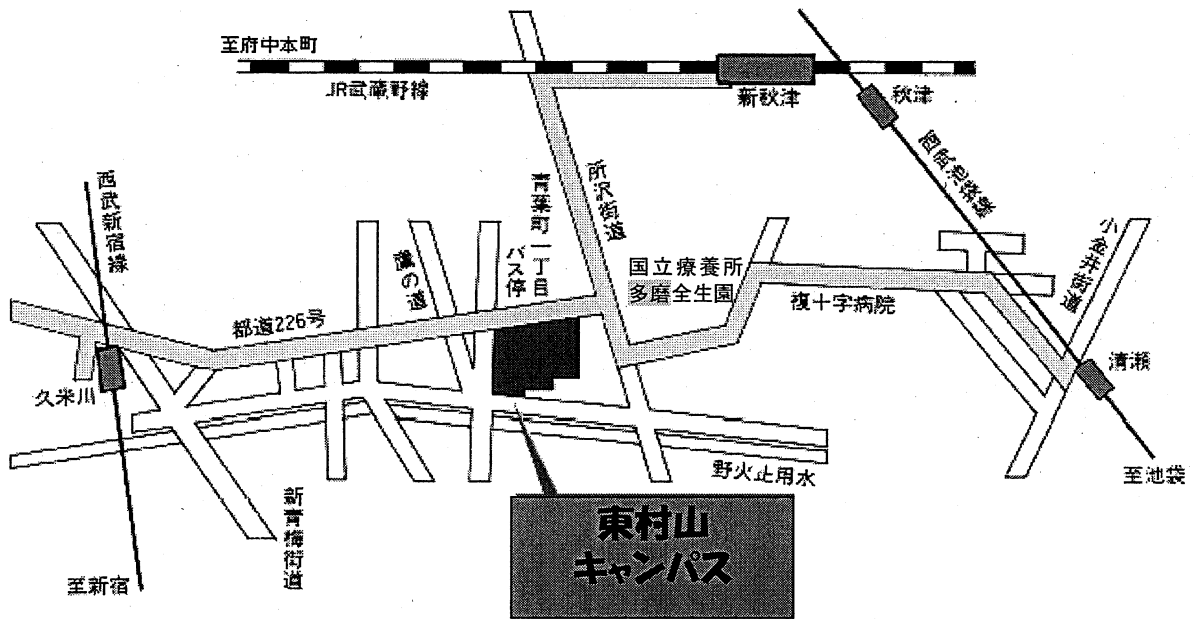 至府中本町
JR武蔵野線
新秋津
秋津
西武池袋線
小金井街道
所沢街道
青葉町一丁目
バス停
鷹の道
西武新宿線
国立療養所
多磨全生園
複十字病院
都道226号
清瀬
久米川
至池袋
野火止用水
新青梅街道
至新宿
東村山
キャンパス